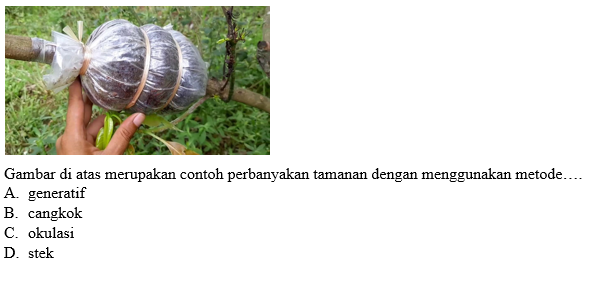 Gambar di atas merupakan contoh perbanyakan tamanan dengan menggunakan metode….
A. generatif
B. cangkok
C. okulasi
D. stek